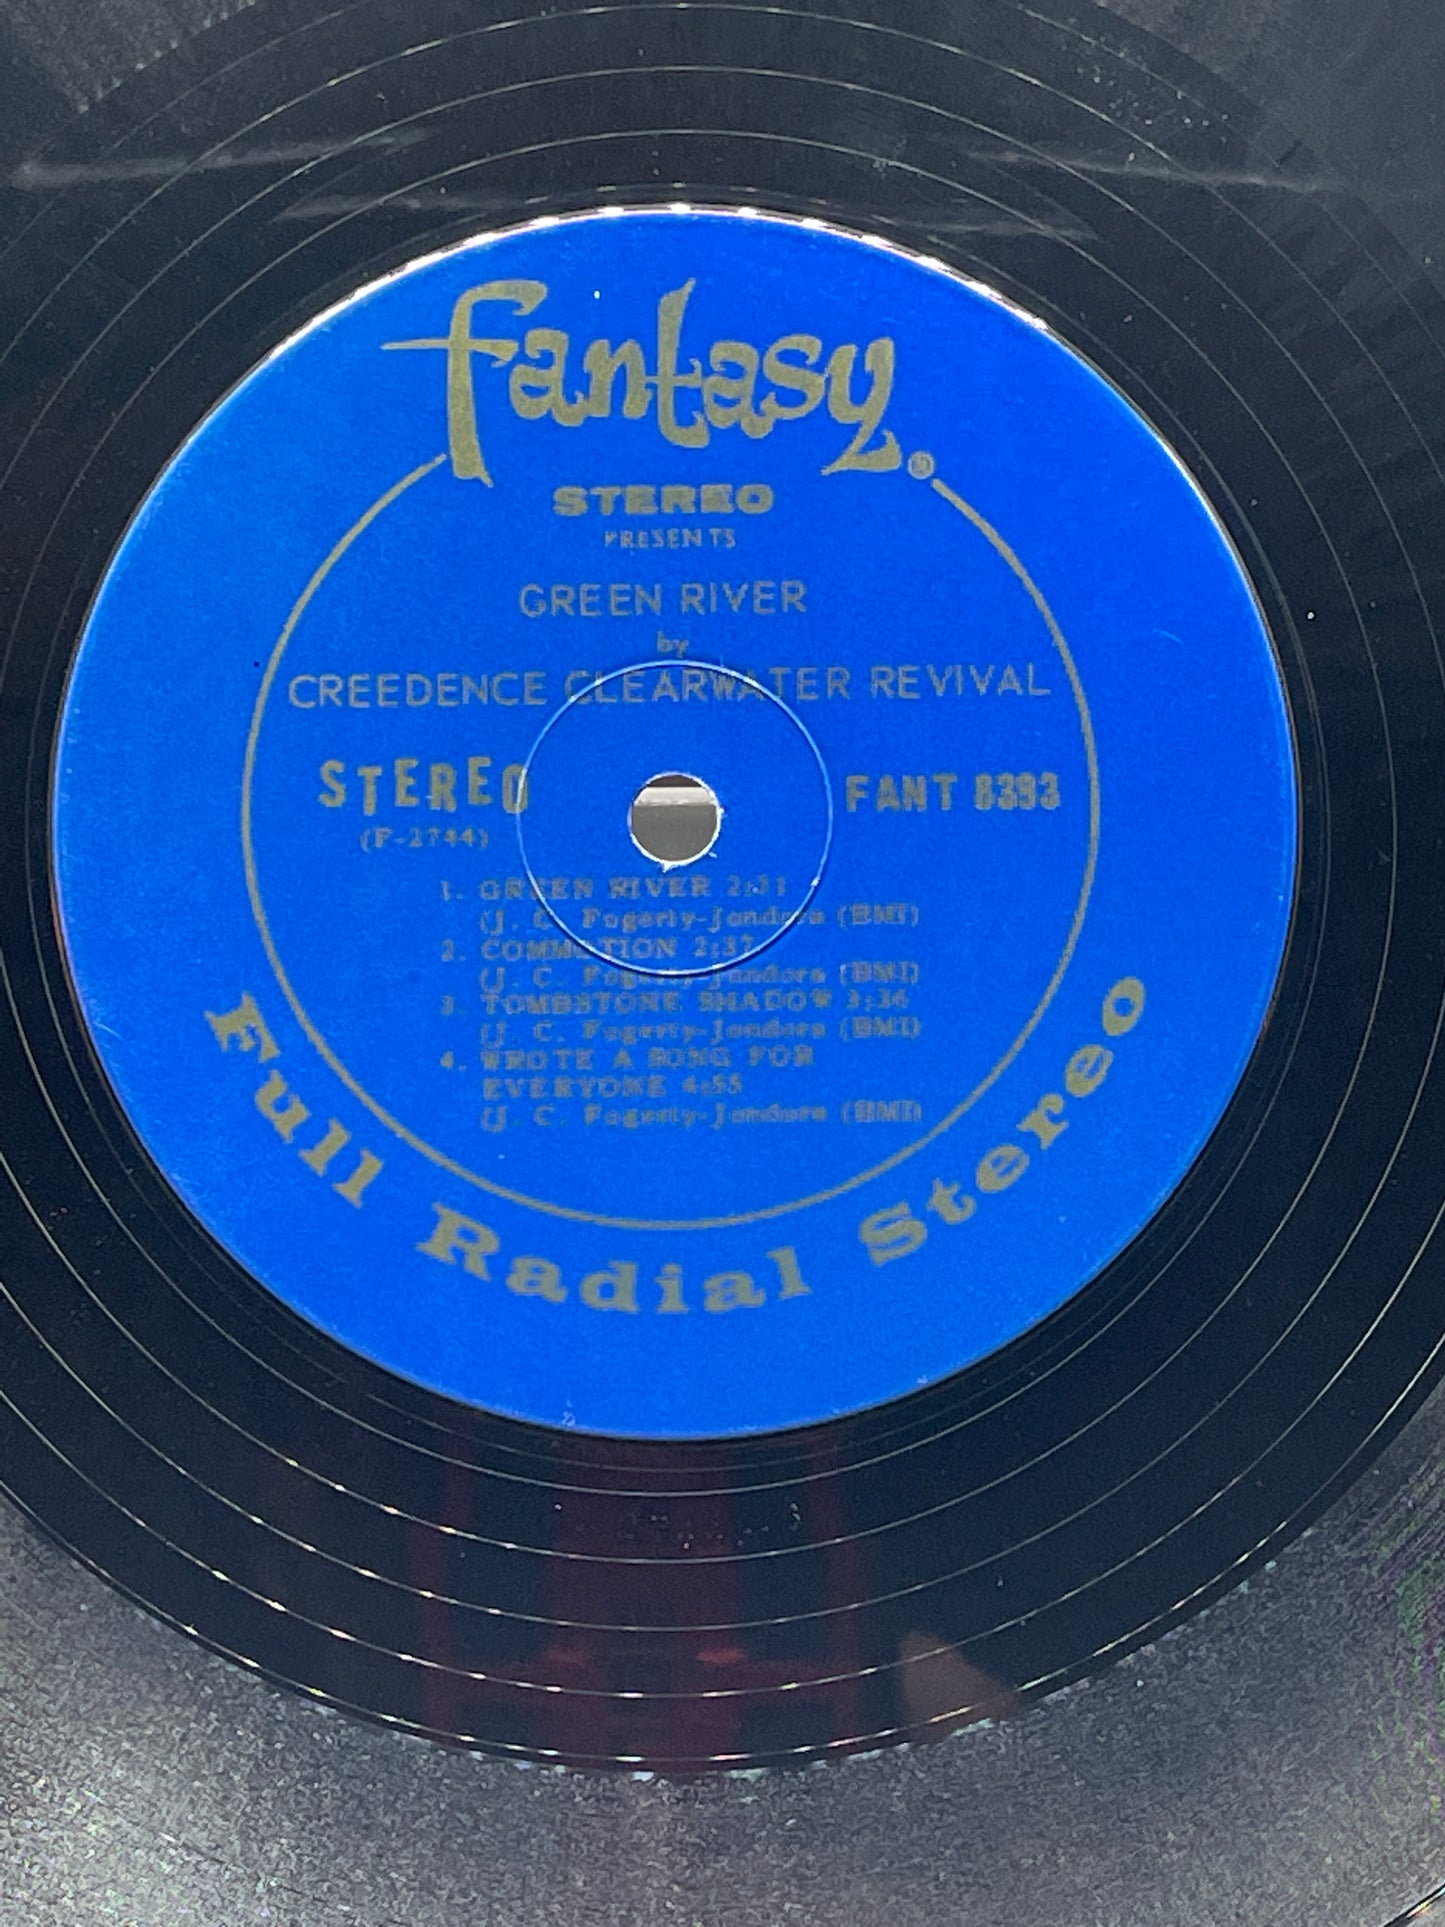 fantasy®
STEREO
PRESENTS
GREEN RIVER
by
CREEDENCE CLEARWATER REVIVAL
STEREO
FANT 8393
(F-2744)
1. GREEN RIVER 2:31
(J. C. Fogerty-Jondora (BMI)
2. COMMOTION 2:37
(J. C. Fogerty-Jondora (BMI)
3. TOMBSTONE SHADOW 3:36
(J. C. Fogerty-Jondora (BMI)
4. WROTE A SONG FOR
EVERYONE 4:55
(J. C. Fogerty-Jondora (BMI)
Full Radial Stereo